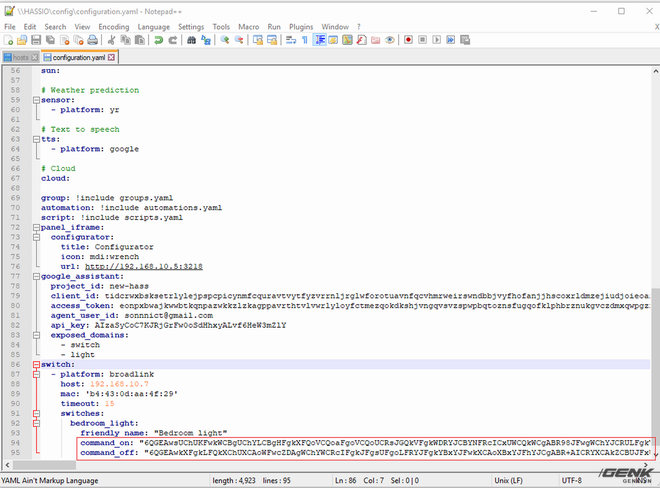 \\HASSIO\config\configuration.yaml - Notepad++
File Edit Search View Encoding Language Settings Tools Macro Run Plugins Window ? X
hosts configuration.yaml
56 sun:
57
58 # Weather prediction
59 sensor:
60 - platform: yr
61
62 # Text to speech
63 tts:
64 - platform: google
65
66 # Cloud
67 cloud:
68
69 group: !include groups.yaml
70 automation: !include automations.yaml
71 script: !include scripts.yaml
72 panel_iframe:
73 configurator:
74 title: Configurator
75 icon: mdi:wrench
76 url: http://192.168.10.5:3218
77 google_assistant:
78 project_id: new-hass
79 client_id:
80 access_token:
81 agent_user_id: sonnnict@gmail.com
82 api_key:
83 exposed_domains:
84 - switch
85 - light
86 switch:
87 - platform: broadlink
88 host: 192.168.10.7
89 mac: 'b4:43:0d:aa:4f:29'
90 timeout: 15
91 switches:
92 bedroom_light:
93 friendly_name: "Bedroom light"
94 command_on:
95 command_off:
YAML Ain't Markup Language length : 4,923 lines : 95 Ln : 86 Col : 7 Sel : 0 | 0 Unix (LF) UTF-8 INS
GENK